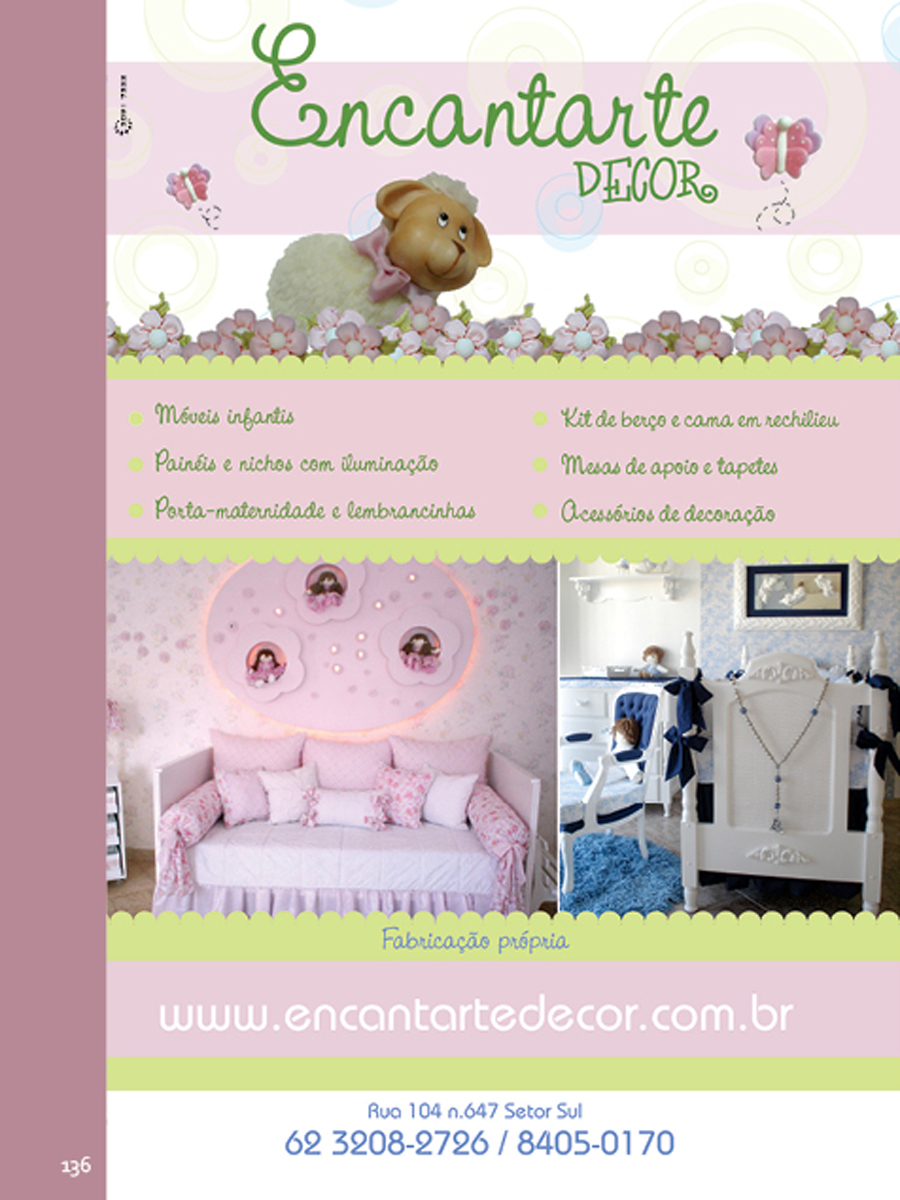 Encantarte
DECOR
Móveis infantis
Painéis e nichos com iluminação
Porta-maternidade e lembrancinhas
Kit de berço e cama em rechilieu
Mesas de apoio e tapetes
Acessórios de decoração
Fabricação própria
www.encantartedecor.com.br
Rua 104 n.647 Setor Sul
62 3208-2726 / 8405-0170
136